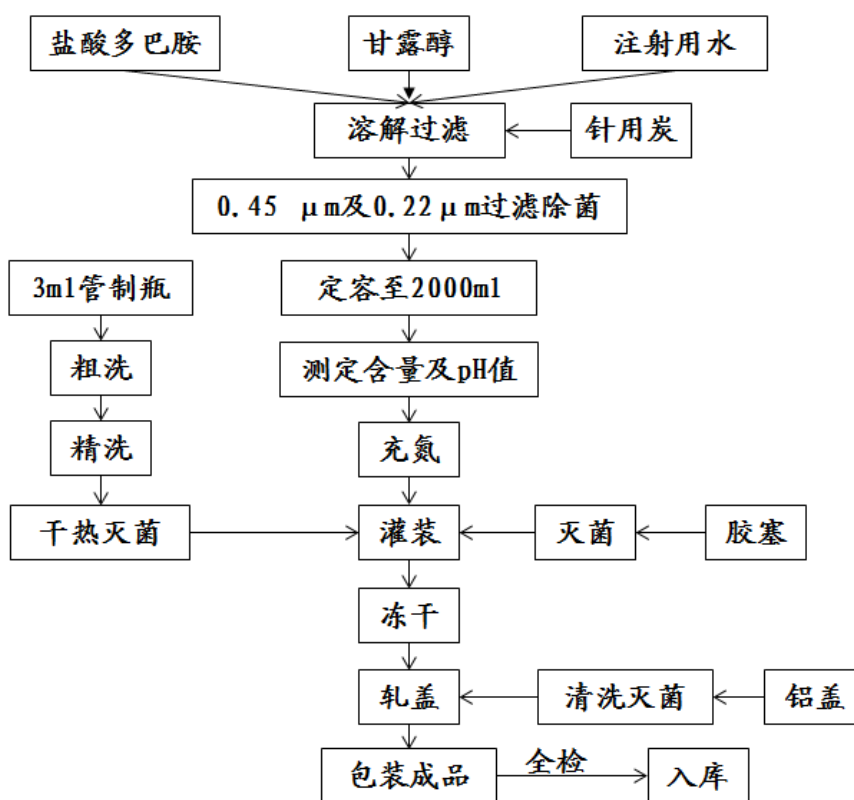 盐酸多巴胺
甘露醇
注射用水
溶解过滤
针用炭
0.45 μm及0.22μm过滤除菌
3ml管制瓶
定容至2000ml
粗洗
测定含量及pH值
精洗
充氮
干热灭菌
灌装
灭菌
胶塞
冻干
轧盖
清洗灭菌
铝盖
包装成品
全检
入库